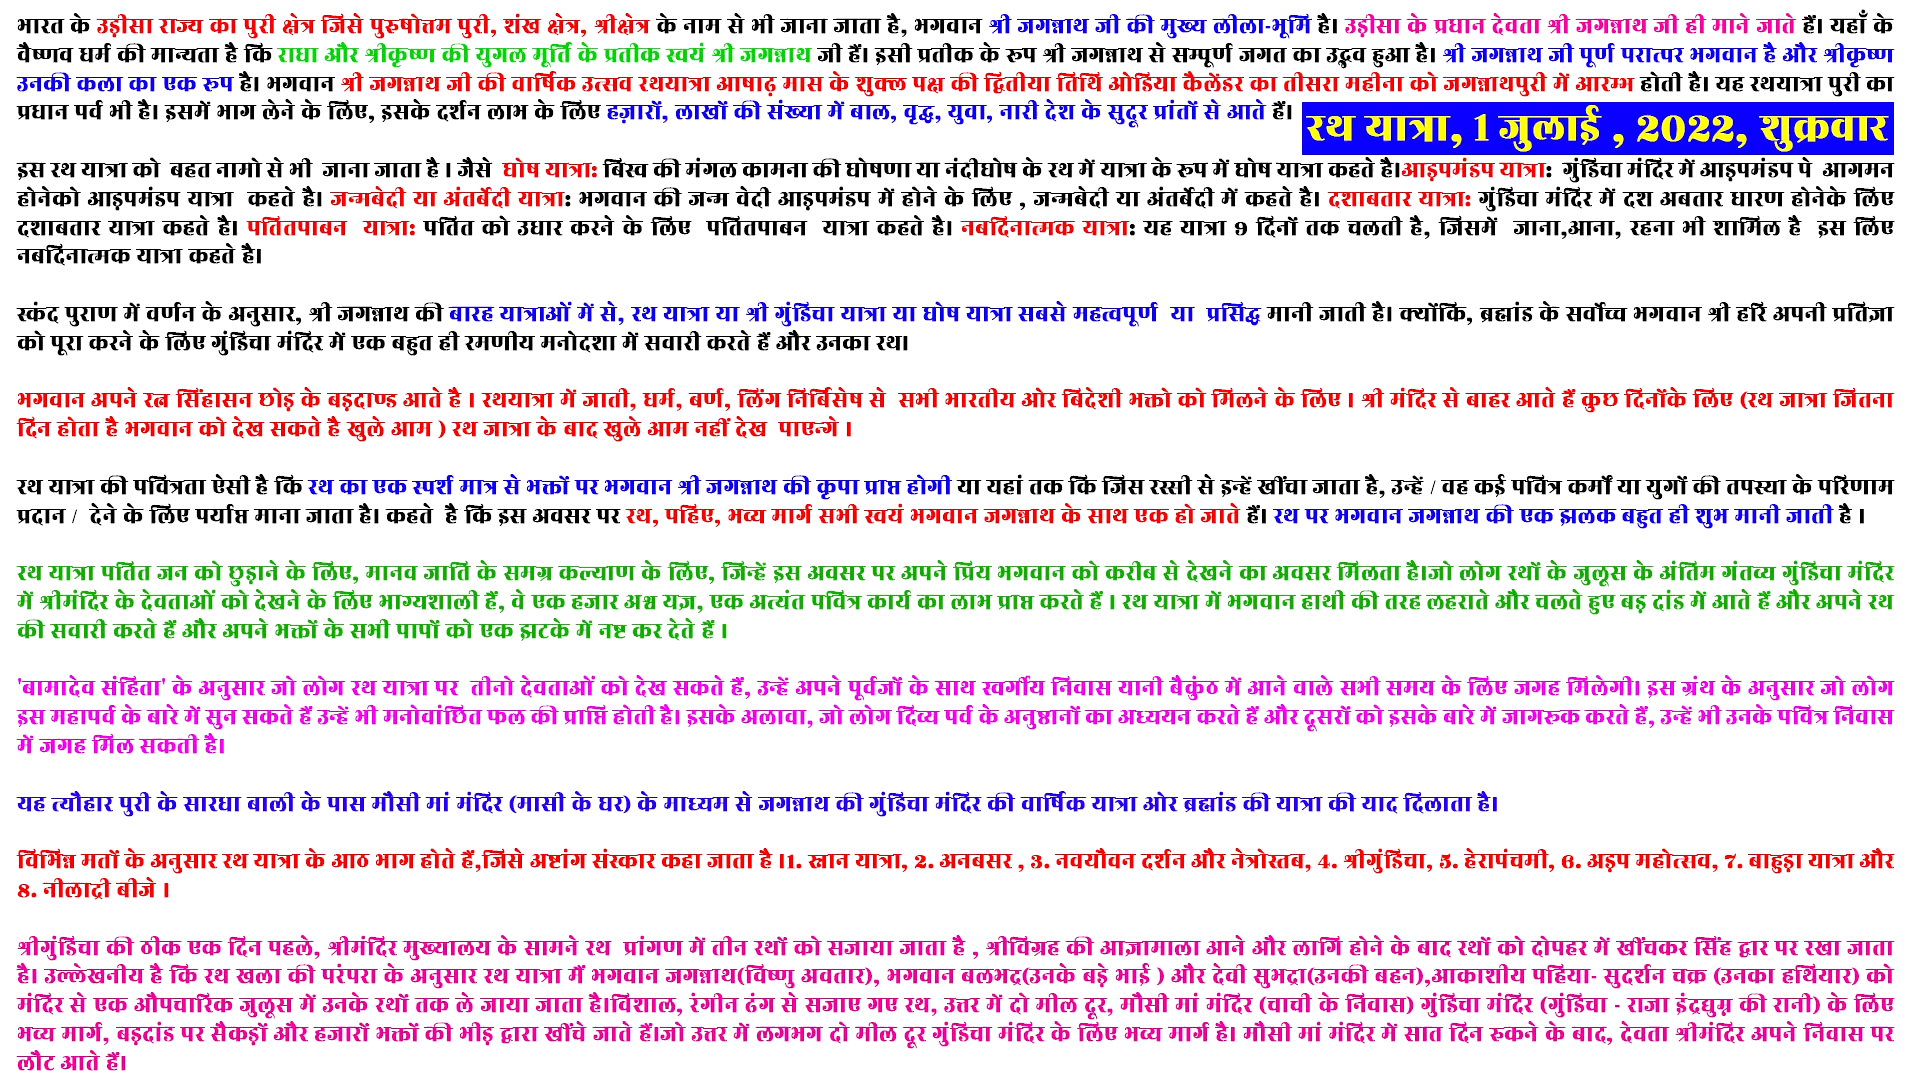 भारत के उड़ीसा राज्य का पुरी क्षेत्र जिसे पुरुषोत्तम पुरी, शंख क्षेत्र, श्रीक्षेत्र के नाम से भी जाना जाता है, भगवान श्री जगन्नाथ जी की मुख्य लीला-भूमि है। उड़ीसा के प्रधान देवता श्री जगन्नाथ जी ही माने जाते हैं। यहाँ के
वैष्णव धर्म की मान्यता है कि राधा और श्रीकृष्ण की युगल मूर्ति के प्रतीक स्वयं श्री जगन्नाथ जी हैं। इसी प्रतीक के रूप श्री जगन्नाथ से सम्पूर्ण जगत का उद्भव हुआ है। श्री जगन्नाथ जी पूर्ण परात्पर भगवान है और श्रीकृष्ण
उनकी कला का एक रूप है। भगवान श्री जगन्नाथ जी की वार्षिक उत्सव रथयात्रा आषाढ़ मास के शुक्ल पक्ष की द्वितीया तिथि ओडिया कैलेंडर का तीसरा महीना को जगन्नाथपुरी में आरम्भ होती है। यह रथयात्रा पुरी का
प्रधान पर्व भी है। इसमें भाग लेने के लिए, इसके दर्शन लाभ के लिए हज़ारों, लाखों की संख्या में बाल, वृद्ध, युवा, नारी देश के सुदूर प्रांतों से आते हैं।
रथ यात्रा, 1 जुलाई , 2022, शुक्रवार
इस रथ यात्रा को बहत नामो से भी जाना जाता है । जैसे घोष यात्रा: बिस्व की मंगल कामना की घोषणा या नंदीघोष के रथ में यात्रा के रूप में घोष यात्रा कहते है।आड़पमंडप यात्रा: गुंडिचा मंदिर में आड़पमंडप पे आगमन
होनेको आड़पमंडप यात्रा कहते है। जन्मबेदी या अंतर्बेदी यात्रा: भगवान की जन्म वेदी आड़पमंडप में होने के लिए , जन्मबेदी या अंतर्बेदी में कहते है। दशाबतार यात्रा: गुंडिचा मंदिर में दश अबतार धारण होनेके लिए
दशाबतार यात्रा कहते है। पतितपाबन यात्रा: पतित को उधार करने के लिए पतितपाबन यात्रा कहते है। नबदिनात्मक यात्रा: यह यात्रा 9 दिनों तक चलती है, जिसमें जाना,आना, रहना भी शामिल है इस लिए
नबदिनात्मक यात्रा कहते है।
स्कंद पुराण में वर्णन के अनुसार, श्री जगन्नाथ की बारह यात्राओं में से, रथ यात्रा या श्री गुंडिचा यात्रा या घोष यात्रा सबसे महत्वपूर्ण या प्रसिद्ध मानी जाती है। क्योंकि, ब्रह्मांड के सर्वोच्च भगवान श्री हरि अपनी प्रतिज्ञा
को पूरा करने के लिए गुंडिचा मंदिर में एक बहुत ही रमणीय मनोदशा में सवारी करते हैं और उनका रथ।
भगवान अपने रत्न सिंहासन छोड़ के बड़दाण्ड आते है । रथयात्रा में जाती, धर्म, बर्ण, लिंग निर्बिसेष से सभी भारतीय ओर बिदेशी भक्तो को मिलने के लिए । श्री मंदिर से बाहर आते हैं कुछ दिनोंके लिए (रथ जात्रा जितना
दिन होता है भगवान को देख सकते है खुले आम ) रथ जात्रा के बाद खुले आम नहीं देख पाएन्गे ।
रथ यात्रा की पवित्रता ऐसी है कि रथ का एक स्पर्श मात्र से भक्तों पर भगवान श्री जगन्नाथ की कृपा प्राप्त होगी या यहां तक कि जिस रस्सी से इन्हें खींचा जाता है, उन्हें / वह कई पवित्र कर्मों या युगों की तपस्या के परिणाम
प्रदान / देने के लिए पर्याप्त माना जाता है। कहते है कि इस अवसर पर रथ, पहिए, भव्य मार्ग सभी स्वयं भगवान जगन्नाथ के साथ एक हो जाते हैं। रथ पर भगवान जगन्नाथ की एक झलक बहुत ही शुभ मानी जाती है ।
रथ यात्रा पतित जन को छुड़ाने के लिए, मानव जाति के समग्र कल्याण के लिए, जिन्हें इस अवसर पर अपने प्रिय भगवान को करीब से देखने का अवसर मिलता है।जो लोग रथों के जुलूस के अंतिम गंतव्य गुंडिचा मंदिर
में श्रीमंदिर के देवताओं को देखने के लिए भाग्यशाली हैं, वे एक हजार अश्व यज्ञ, एक अत्यंत पवित्र कार्य का लाभ प्राप्त करते हैं । रथ यात्रा में भगवान हाथी की तरह लहराते और चलते हुए बड़ दांड में आते हैं और अपने रथ
की सवारी करते हैं और अपने भक्तों के सभी पापों को एक झटके में नष्ट कर देते हैं ।
'बामादेव संहिता' के अनुसार जो लोग रथ यात्रा पर तीनो देवताओं को देख सकते हैं, उन्हें अपने पूर्वजों के साथ स्वर्गीय निवास यानी बैकुंठ में आने वाले सभी समय के लिए जगह मिलेगी। इस ग्रंथ के अनुसार जो लोग
इस महापर्व के बारे में सुन सकते हैं उन्हें भी मनोवांछित फल की प्राप्ति होती है। इसके अलावा, जो लोग दिव्य पर्व के अनुष्ठानों का अध्ययन करते हैं और दूसरों को इसके बारे में जागरूक करते हैं, उन्हें भी उनके पवित्र निवास
में जगह मिल सकती है।
यह त्यौहार पुरी के सारधा बाली के पास मौसी मां मंदिर (मासी के घर) के माध्यम से जगन्नाथ की गुंडिचा मंदिर की वार्षिक यात्रा ओर ब्रह्मांड की यात्रा की याद दिलाता है।
विभिन्न मतों के अनुसार रथ यात्रा के आठ भाग होते हैं,जिसे अष्टांग संस्कार कहा जाता है ।1. स्नान यात्रा, 2. अनबसर , 3. नवयौवन दर्शन और नेत्रोस्तब, 4. श्रीगुंडिचा, 5. हेरापंचमी, 6. अड़प महोत्सव, 7. बाहुड़ा यात्रा और
8. नीलाद्री बीजे ।
श्रीगुंडिचा की ठीक एक दिन पहले, श्रीमंदिर मुख्यालय के सामने रथ प्रांगण में तीन रथों को सजाया जाता है , श्रीविग्रह की आज्ञामाला आने और लागि होने के बाद रथों को दोपहर में खींचकर सिंह द्वार पर रखा जाता
है। उल्लेखनीय है कि रथ खला की परंपरा के अनुसार रथ यात्रा में भगवान जगन्नाथ(विष्णु अवतार), भगवान बलभद्र(उनके बड़े भाई ) और देवी सुभद्रा(उनकी बहन),आकाशीय पहिया- सुदर्शन चक्र (उनका हथियार) को
मंदिर से एक औपचारिक जुलूस में उनके रथों तक ले जाया जाता है।विशाल, रंगीन ढंग से सजाए गए रथ, उत्तर में दो मील दूर, मौसी मां मंदिर (चाची के निवास) गुंडिचा मंदिर (गुंडिचा - राजा इंद्रद्युम्न की रानी) के लिए
भव्य मार्ग, बड़दांड पर सैकड़ों और हजारों भक्तों की भीड़ द्वारा खींचे जाते हैं।जो उत्तर में लगभग दो मील दूर गुंडिचा मंदिर के लिए भव्य मार्ग है। मौसी मां मंदिर में सात दिन रुकने के बाद, देवता श्रीमंदिर अपने निवास पर
लौट आते हैं।